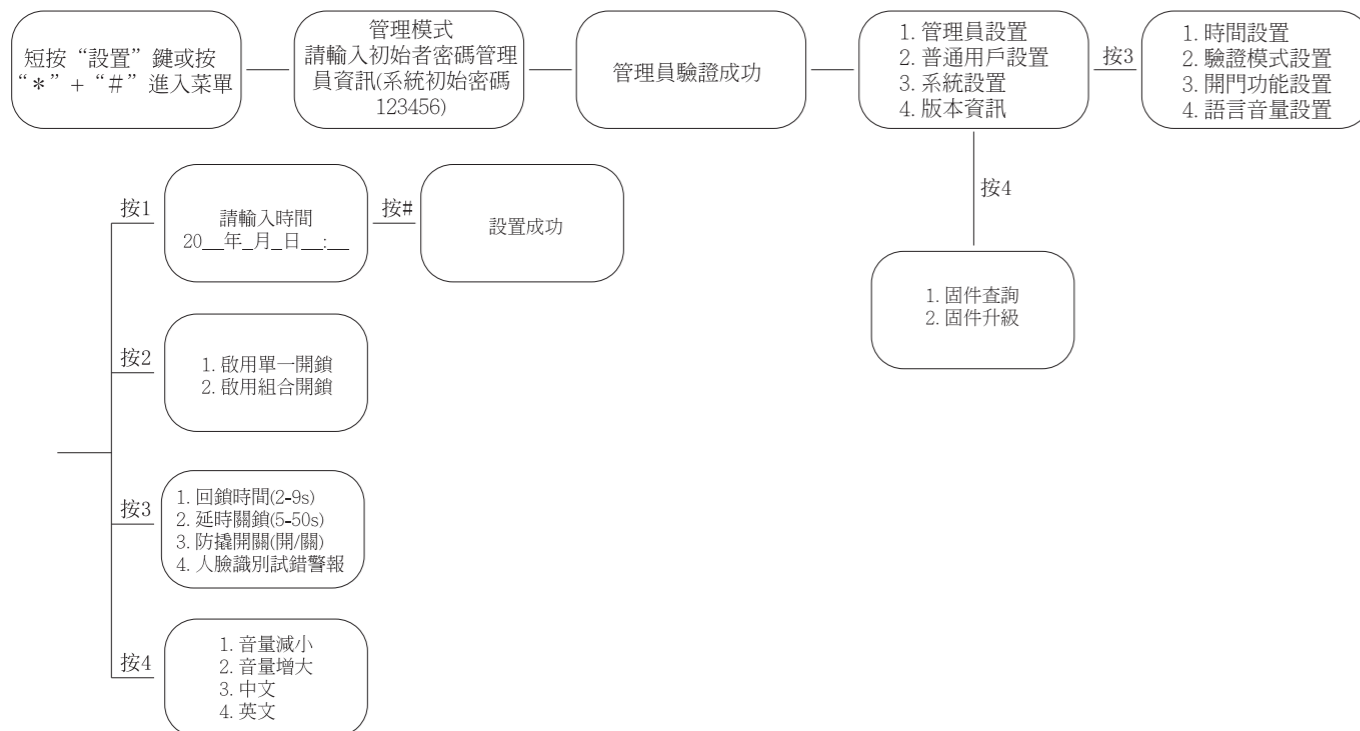 短按“設置”鍵或按
“*”+“#”進入菜單
管理模式
請輸入初始者密碼管理
員資訊(系統初始密碼
123456)
管理員驗證成功
1. 管理員設置
2. 普通用戶設置
3. 系統設置
4. 版本資訊
按3
1. 時間設置
2. 驗證模式設置
3. 開門功能設置
4. 語言音量設置
按4
1. 固件查詢
2. 固件升級
按1
請輸入時間
20__年_月_日__:__
按#
設置成功
按2
1. 啟用單一開鎖
2. 啟用組合開鎖
按3
1. 回鎖時間(2-9s)
2. 延時關鎖(5-50s)
3. 防撬開關(開/關)
4. 人臉識別試錯警報
按4
1. 音量減小
2. 音量增大
3. 中文
4. 英文